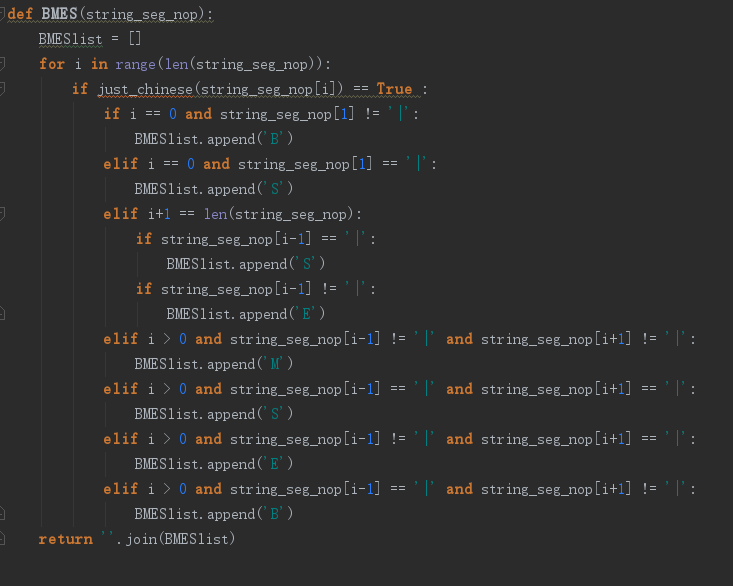 def BMES(string_seg_nop):
    BMESlist = []
    for i in range(len(string_seg_nop)):
        if just_chinese(string_seg_nop[i]) == True :
            if i == 0 and string_seg_nop[1] != '|':
                BMESlist.append('B')
            elif i == 0 and string_seg_nop[1] == '|':
                BMESlist.append('S')
            elif i+1 == len(string_seg_nop):
                if string_seg_nop[i-1] == '|':
                    BMESlist.append('S')
                if string_seg_nop[i-1] != '|':
                    BMESlist.append('E')
            elif i > 0 and string_seg_nop[i-1] != '|' and string_seg_nop[i+1] != '|':
                BMESlist.append('M')
            elif i > 0 and string_seg_nop[i-1] == '|' and string_seg_nop[i+1] == '|':
                BMESlist.append('S')
            elif i > 0 and string_seg_nop[i-1] != '|' and string_seg_nop[i+1] == '|':
                BMESlist.append('E')
            elif i > 0 and string_seg_nop[i-1] == '|' and string_seg_nop[i+1] != '|':
                BMESlist.append('B')
    return ''.join(BMESlist)